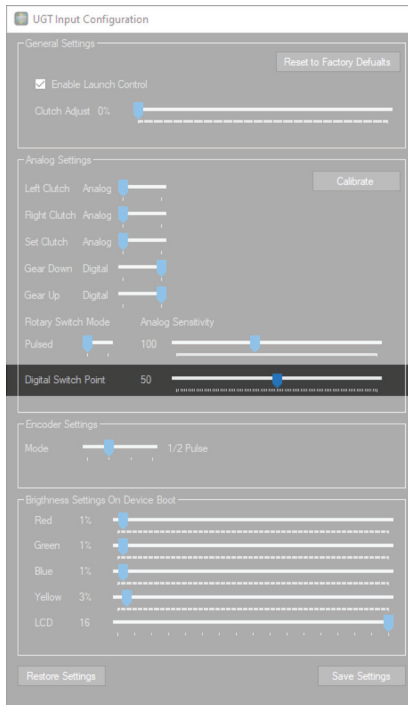 UGT Input Configuration
General Settings
Reset to Factory Defualts
Enable Launch Control
Clutch Adjust 0%
Analog Settings
Calibrate
Left Clutch Analog
Right Clutch Analog
Set Clutch Analog
Gear Down Digital
Gear Up Digital
Rotary Switch Mode Analog Sensitivity
Pulsed 100
Digital Switch Point 50
Encoder Settings
Mode 1/2 Pulse
Brigthness Settings On Device Boot
Red 1%
Green 1%
Blue 1%
Yellow 3%
LCD 16
Restore Settings Save Settings